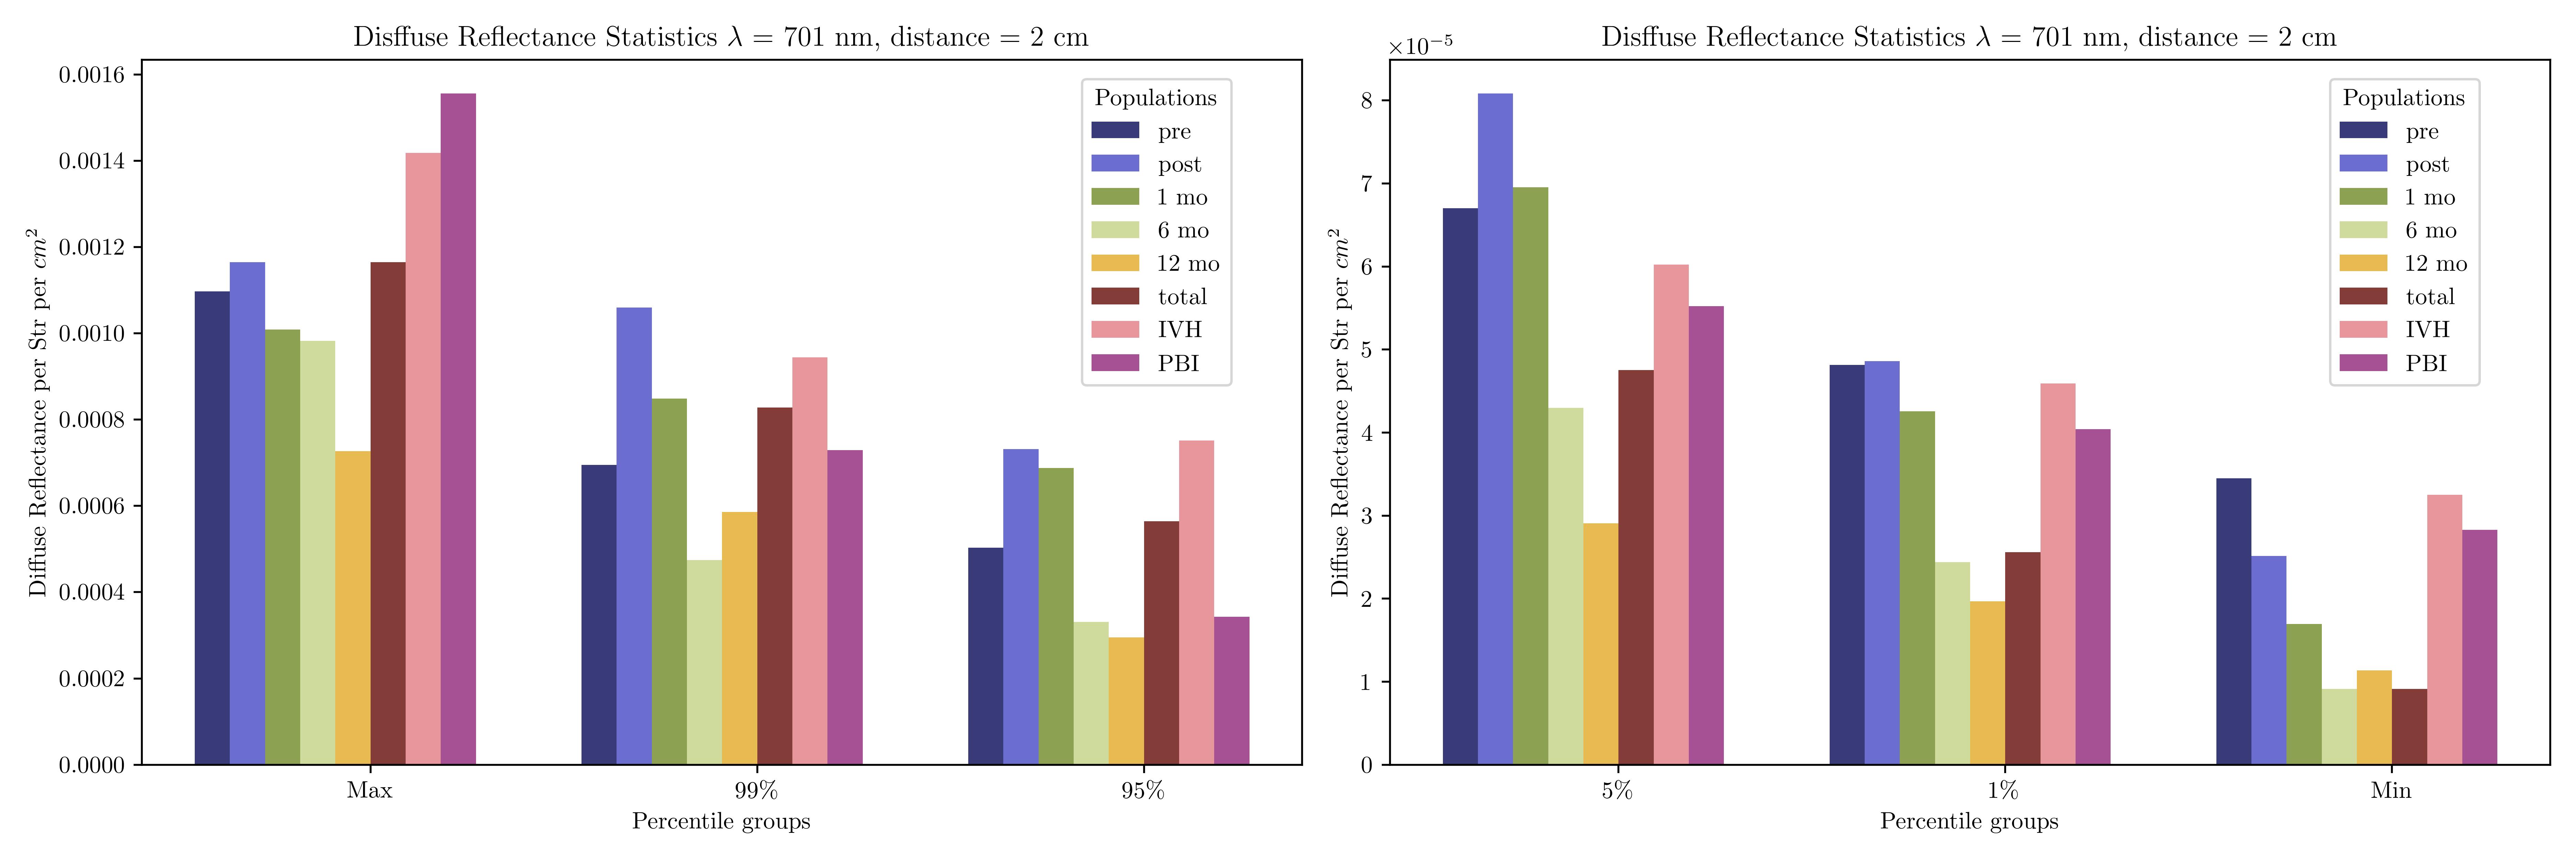 Disffuse Reflectance Statistics λ = 701 nm, distance = 2 cm
Diffuse Reflectance per Str per cm²
0.0016
0.0014
0.0012
0.0010
0.0008
0.0006
0.0004
0.0002
0.0000
Populations
pre
post
1 mo
6 mo
12 mo
total
IVH
PBI
Max 99% 95%
Percentile groups
Disffuse Reflectance Statistics λ = 701 nm, distance = 2 cm
×10⁻⁵
Diffuse Reflectance per Str per cm²
8
7
6
5
4
3
2
1
0
Populations
pre
post
1 mo
6 mo
12 mo
total
IVH
PBI
5% 1% Min
Percentile groups